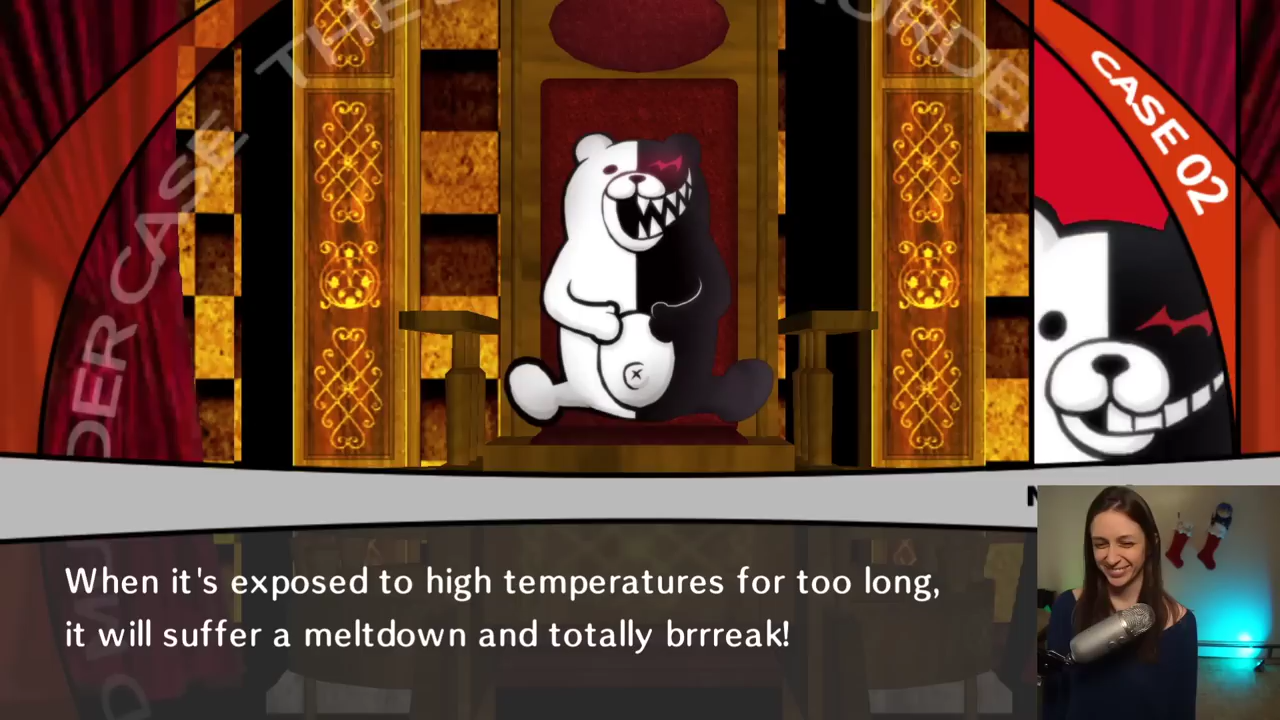 CASE 02
When it's exposed to high temperatures for too long,
it will suffer a meltdown and totally brrreak!